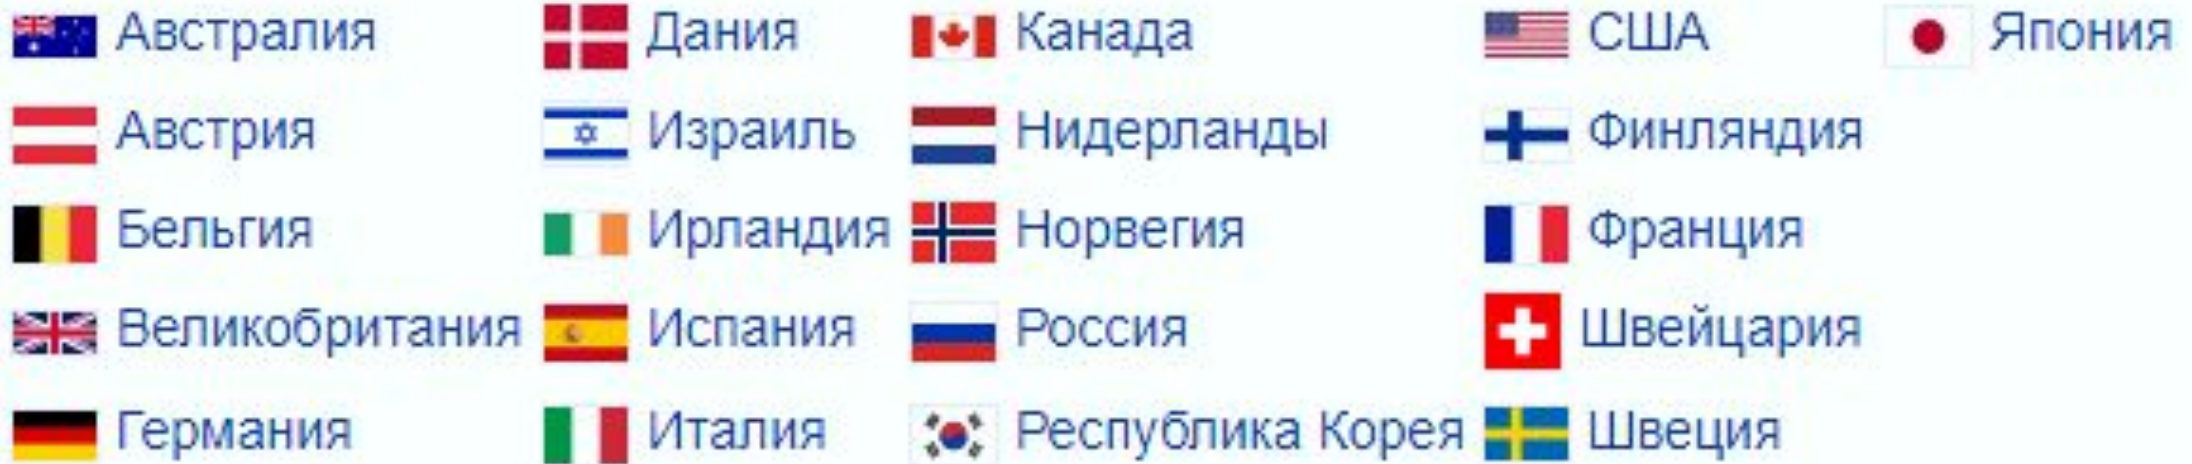 Австралия Дания Канада США Япония
Австрия Израиль Нидерланды Финляндия
Бельгия Ирландия Норвегия Франция
Великобритания Испания Россия Швейцария
Германия Италия Республика Корея Швеция